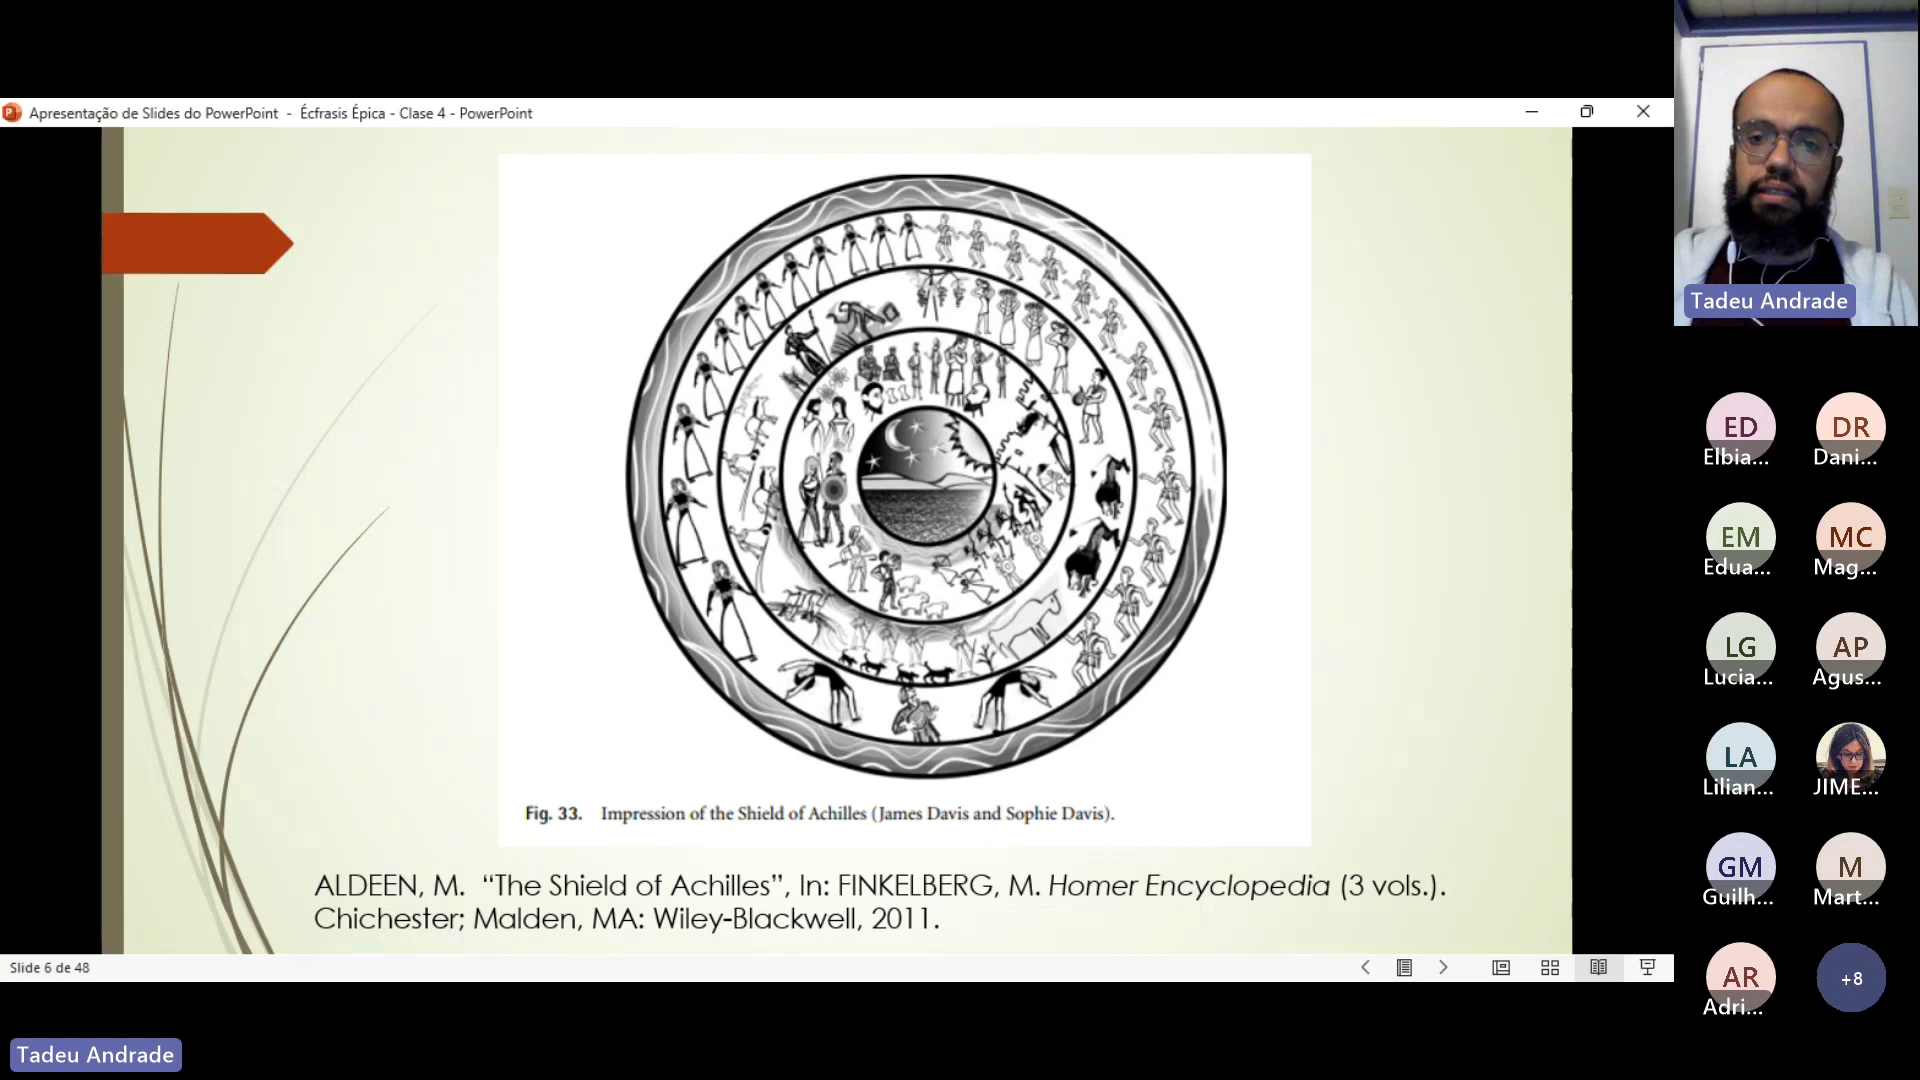 Apresentação de Slides do PowerPoint - Écfrasis Épica - Clase 4 - PowerPoint
Fig. 33. Impression of the Shield of Achilles (James Davis and Sophie Davis).
ALDEEN, M. “The Shield of Achilles”, In: FINKELBERG, M. Homer Encyclopedia (3 vols.).
Chichester; Malden, MA: Wiley-Blackwell, 2011.
Slide 6 de 48
Tadeu Andrade
Tadeu Andrade
ED
Elbia...
DR
Dani...
EM
Edua...
MC
Mag...
LG
Lucia...
AP
Agus...
LA
Lilian...
JIME...
GM
Guilh...
M
Mart...
AR
Adri...
+8